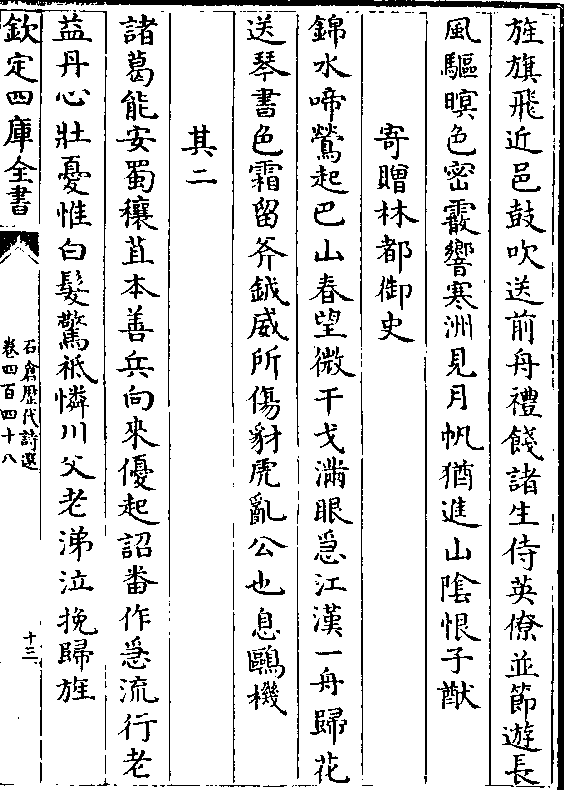 旌旗飛近邑鼓吹送前舟禮餞諸生侍英僚並節遊長
風驅暝色密霰響寒洲見月帆猶進山陰恨子猷
寄贈林都御史
錦水啼鶯起巴山春望微干戈滿眼急江漢一舟歸花
送琴書色霜留斧鉞威所傷豺虎亂公也息鷗機
其二
諸葛能安蜀穰苴本善兵向來優起詔番作急流行老
益丹心壯憂惟白髮驚祗憐川父老涕泣挽歸旌
欽定四庫全書
石倉歷代詩選
卷四百四十八
十三